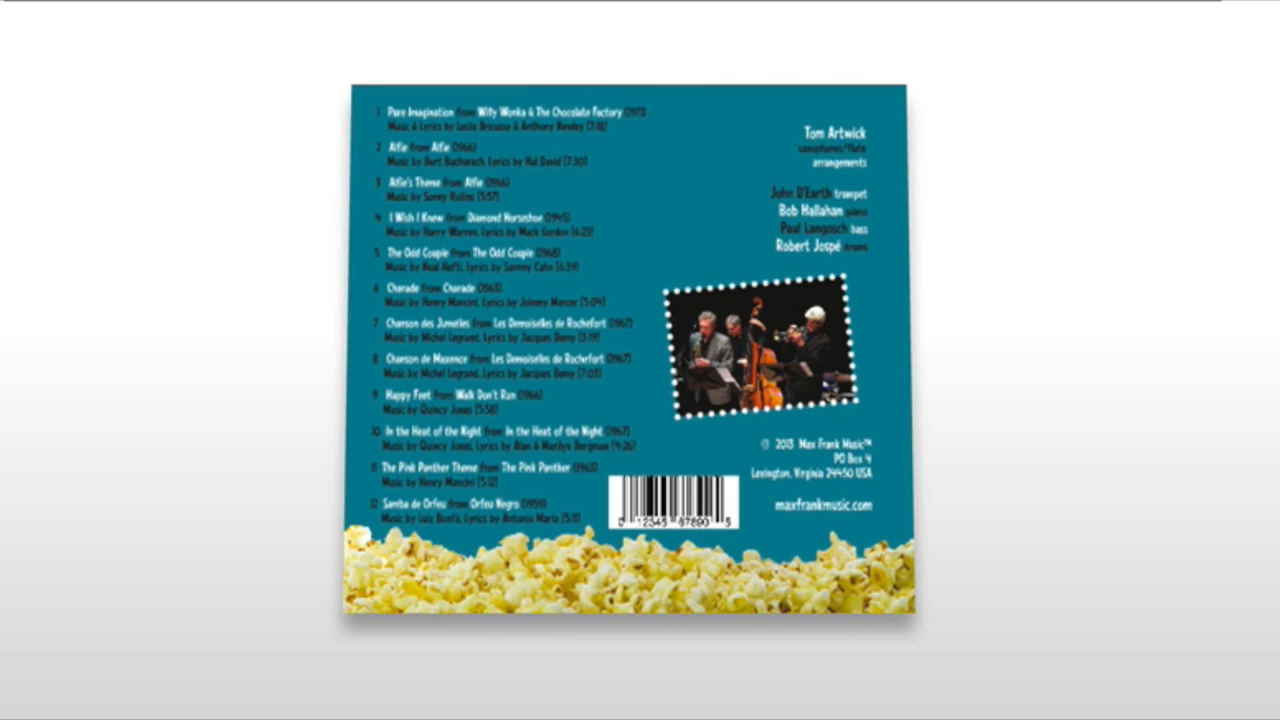 1 Pure Imagination from Willy Wonka & The Chocolate Factory (1971)
Music & Lyrics by Leslie Bricusse & Anthony Newley [7:18]
2 Alfie from Alfie (1966)
Music by Burt Bacharach, Lyrics by Hal David [7:30]
3 Alfie's Theme from Alfie (1966)
Music by Sonny Rollins [5:57]
4 I Wish I Knew from Diamond Horseshoe (1945)
Music by Harry Warren, Lyrics by Mack Gordon [6:23]
5 The Odd Couple from The Odd Couple (1968)
Music by Neal Hefti, Lyrics by Sammy Cahn [6:39]
6 Charade from Charade (1963)
Music by Henry Mancini, Lyrics by Johnny Mercer [5:04]
7 Chanson des Jumelles from Les Demoiselles de Rochefort (1967)
Music by Michel Legrand, Lyrics by Jacques Demy [3:19]
8 Chanson de Maxence from Les Demoiselles de Rochefort (1967)
Music by Michel Legrand, Lyrics by Jacques Demy [7:03]
9 Happy Feet from Walk Don't Run (1966)
Music by Quincy Jones [5:58]
10 In the Heat of the Night from In the Heat of the Night (1967)
Music by Quincy Jones, Lyrics by Alan & Marilyn Bergman [4:26]
11 The Pink Panther Theme from The Pink Panther (1963)
Music by Henry Mancini [5:12]
12 Samba de Orfeu from Orfeu Negro (1959)
Music by Luiz Bonfá, Lyrics by Antonio Maria [5:11]
Tom Artwick
saxophones/flute
arrangements
John D'Earth trumpet
Bob Hallahan piano
Paul Langosch bass
Robert Jospé drums
2013 Max Frank Music™
PO Box 4
Lexington, Virginia 24450 USA
maxfrankmusic.com
0 12345 67890 5